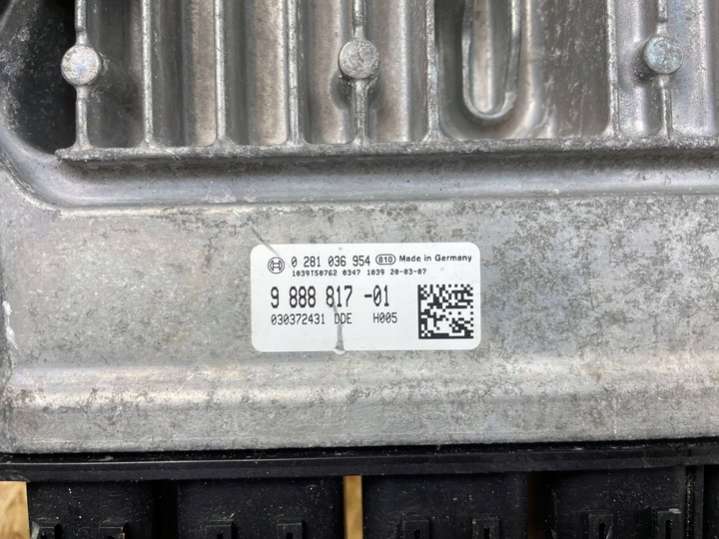 0 281 036 954 810 Made in Germany
1039T50762 0347 1039 20-03-07
9 888 817 -01
030372431 DDE H005